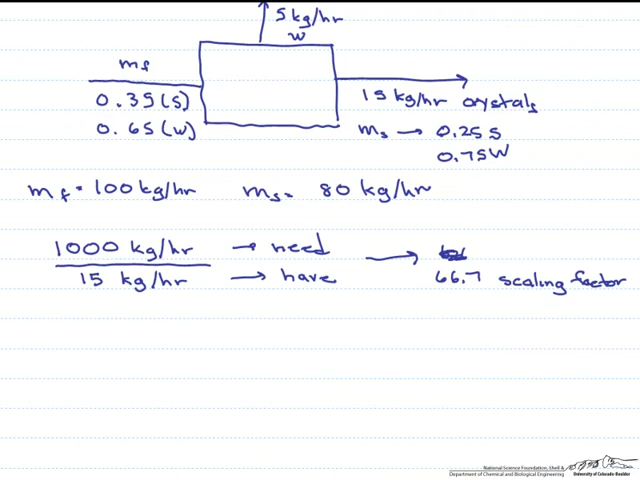 5 kg/hr
w
mf
0.35 (s)
0.65 (w)
15 kg/hr crystals
ms → 0.25 S
0.75 W
mf = 100 kg/hr ms = 80 kg/hr
1000 kg/hr → need →
15 kg/hr → have 66.7 scaling factor
National Science Foundation, Shell &
Department of Chemical and Biological Engineering
University of Colorado Boulder